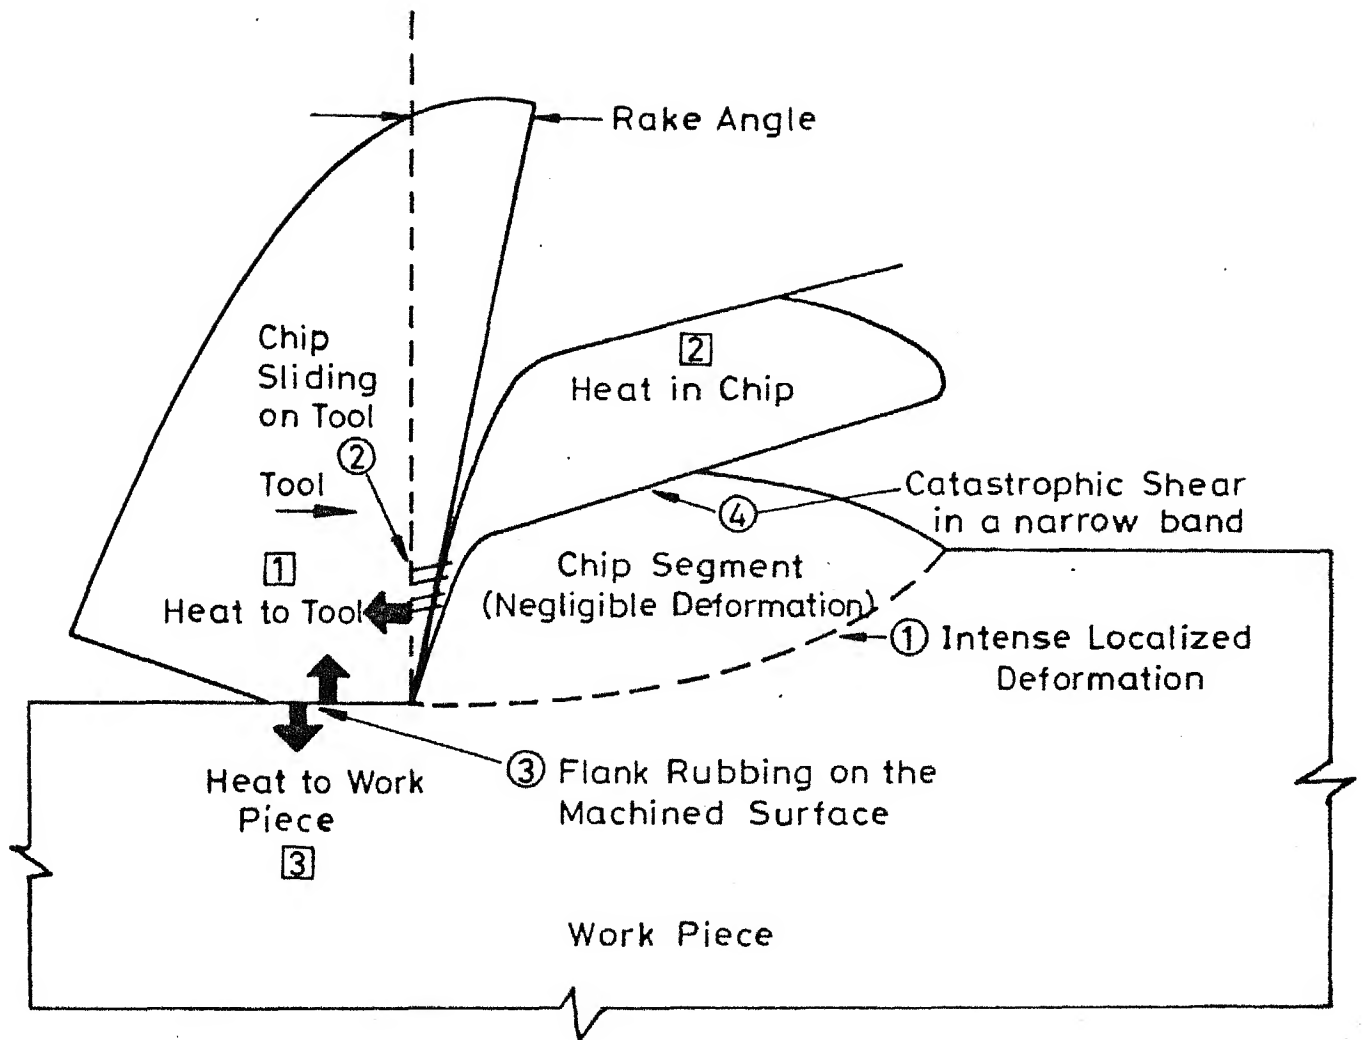 Rake Angle
Chip
Sliding
on Tool
2
Tool
1
Heat to Tool
2
Heat in Chip
4
Catastrophic Shear
in a narrow band
Chip Segment
(Negligible Deformation)
1 Intense Localized
Deformation
3 Flank Rubbing on the
Machined Surface
Heat to Work
Piece
3
Work Piece